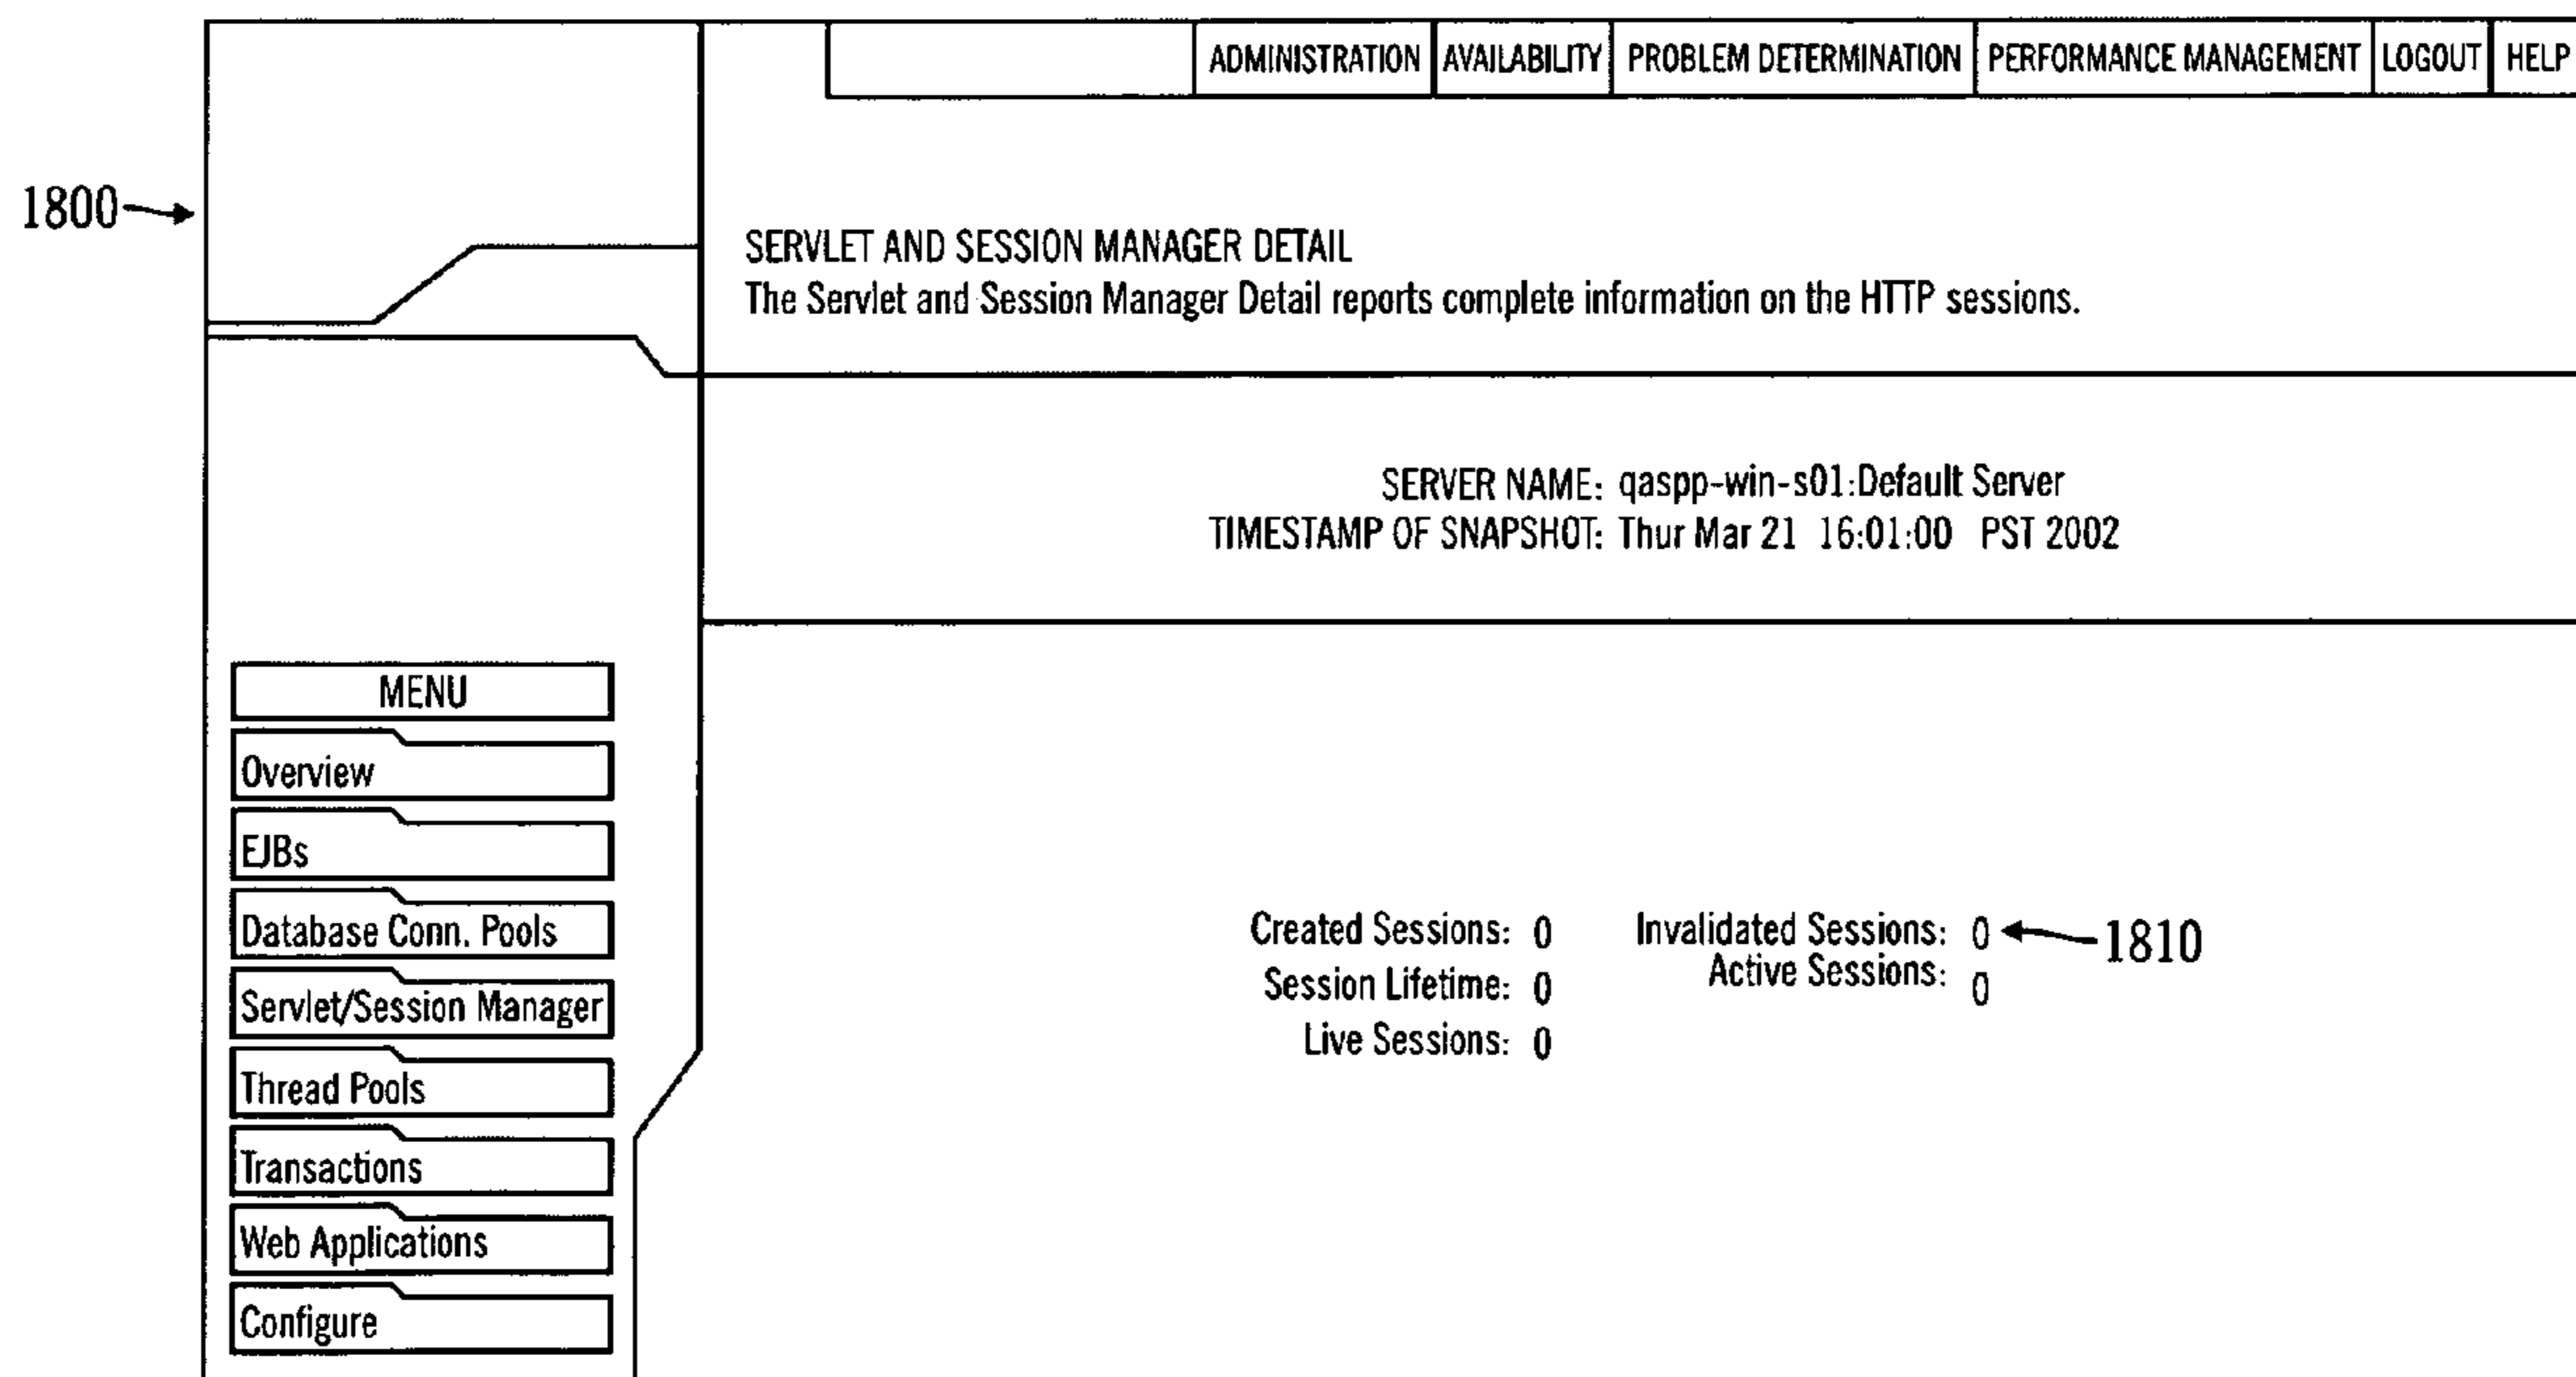 ADMINISTRATION AVAILABILITY PROBLEM DETERMINATION PERFORMANCE MANAGEMENT LOGOUT HELP
1800
SERVLET AND SESSION MANAGER DETAIL
The Servlet and Session Manager Detail reports complete information on the HTTP sessions.
SERVER NAME: qaspp-win-s01:Default Server
TIMESTAMP OF SNAPSHOT: Thur Mar 21 16:01:00 PST 2002
MENU
Overview
EJBs
Database Conn. Pools
Servlet/Session Manager
Thread Pools
Transactions
Web Applications
Configure
Created Sessions: 0 Invalidated Sessions: 0 1810
Session Lifetime: 0 Active Sessions: 0
Live Sessions: 0